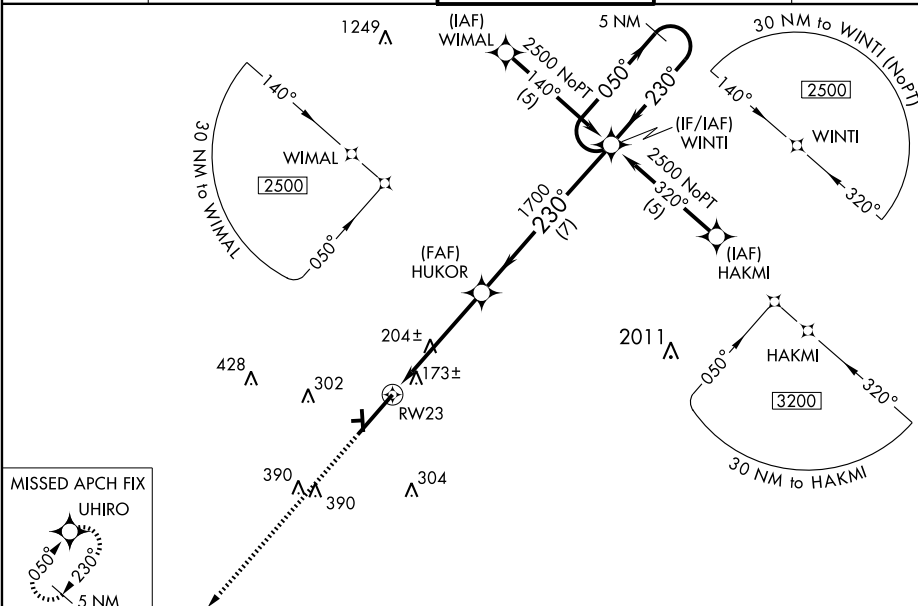 1249
(IAF)
WIMAL
2500 NoPT
140°
(5)
5 NM
050°
230°
(IF/IAF)
WINTI
30 NM to WINTI (NoPT)
2500
140°
WINTI
320°
140°
WIMAL
2500
30 NM to WIMAL
050°
2500 NoPT
320°
(5)
(IAF)
HAKMI
1700
230°
(7)
(FAF)
HUKOR
204±
173±
428
302
RW23
2011
HAKMI
050°
320°
3200
30 NM to HAKMI
390
390
304
MISSED APCH FIX
UHIRO
050°
230°
5 NM